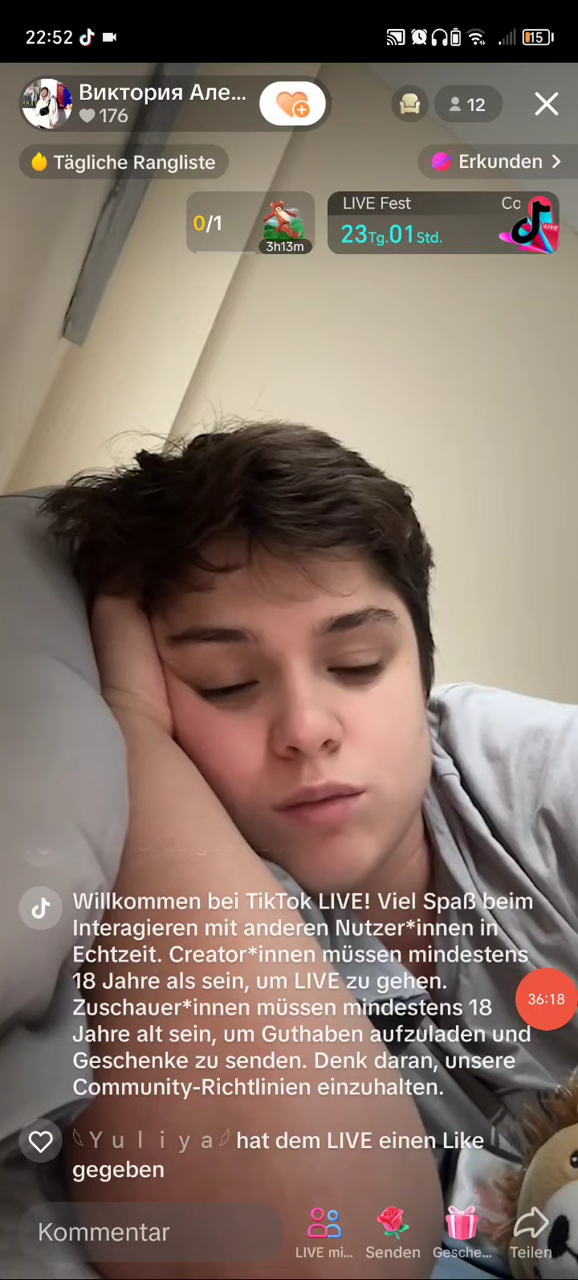 22:52
15
Виктория Але...
176
12
Tägliche Rangliste
Erkunden
0/1
3h13m
LIVE Fest
Co
23Tg.01Std.
LIVE
Willkommen bei TikTok LIVE! Viel Spaß beim
Interagieren mit anderen Nutzer*innen in
Echtzeit. Creator*innen müssen mindestens
18 Jahre als sein, um LIVE zu gehen.
Zuschauer*innen müssen mindestens 18
Jahre alt sein, um Guthaben aufzuladen und
Geschenke zu senden. Denk daran, unsere
Community-Richtlinien einzuhalten.
36:18
Yuliya hat dem LIVE einen Like
gegeben
Kommentar
LIVE mi...
Senden
Gesche...
Teilen